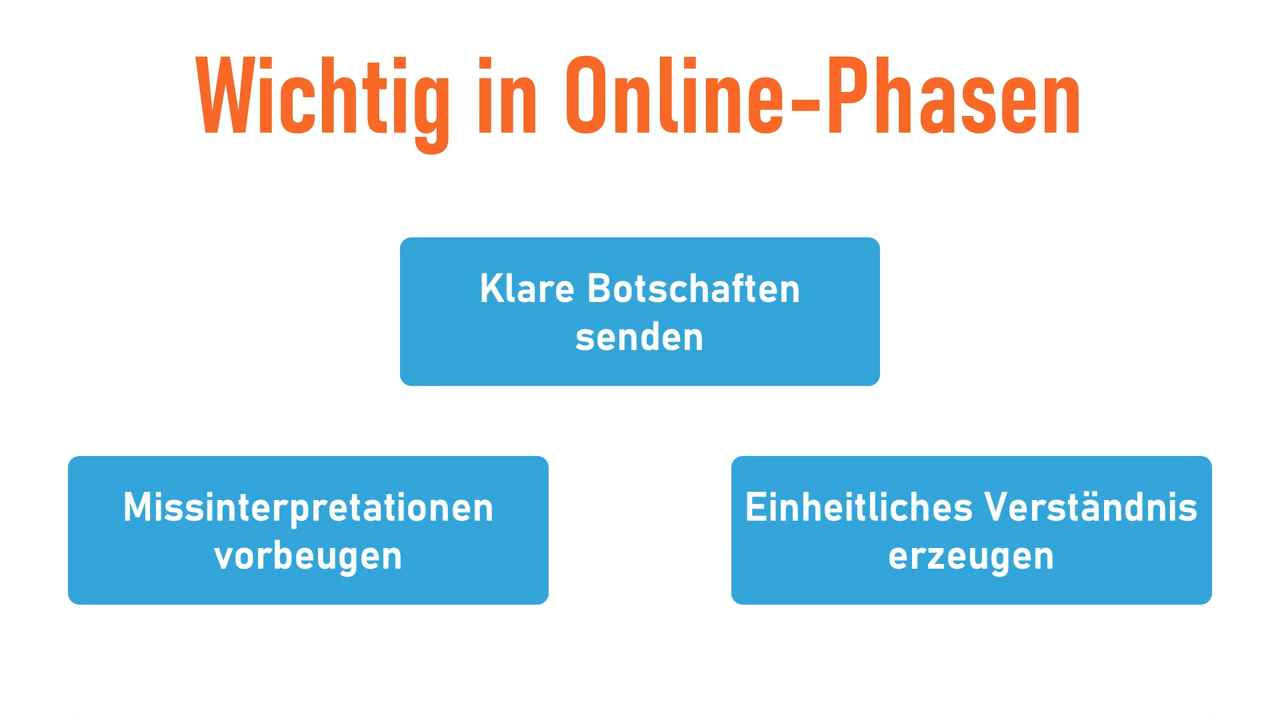 Wichtig in Online-Phasen
Klare Botschaften
senden
Missinterpretationen
vorbeugen
Einheitliches Verständnis
erzeugen